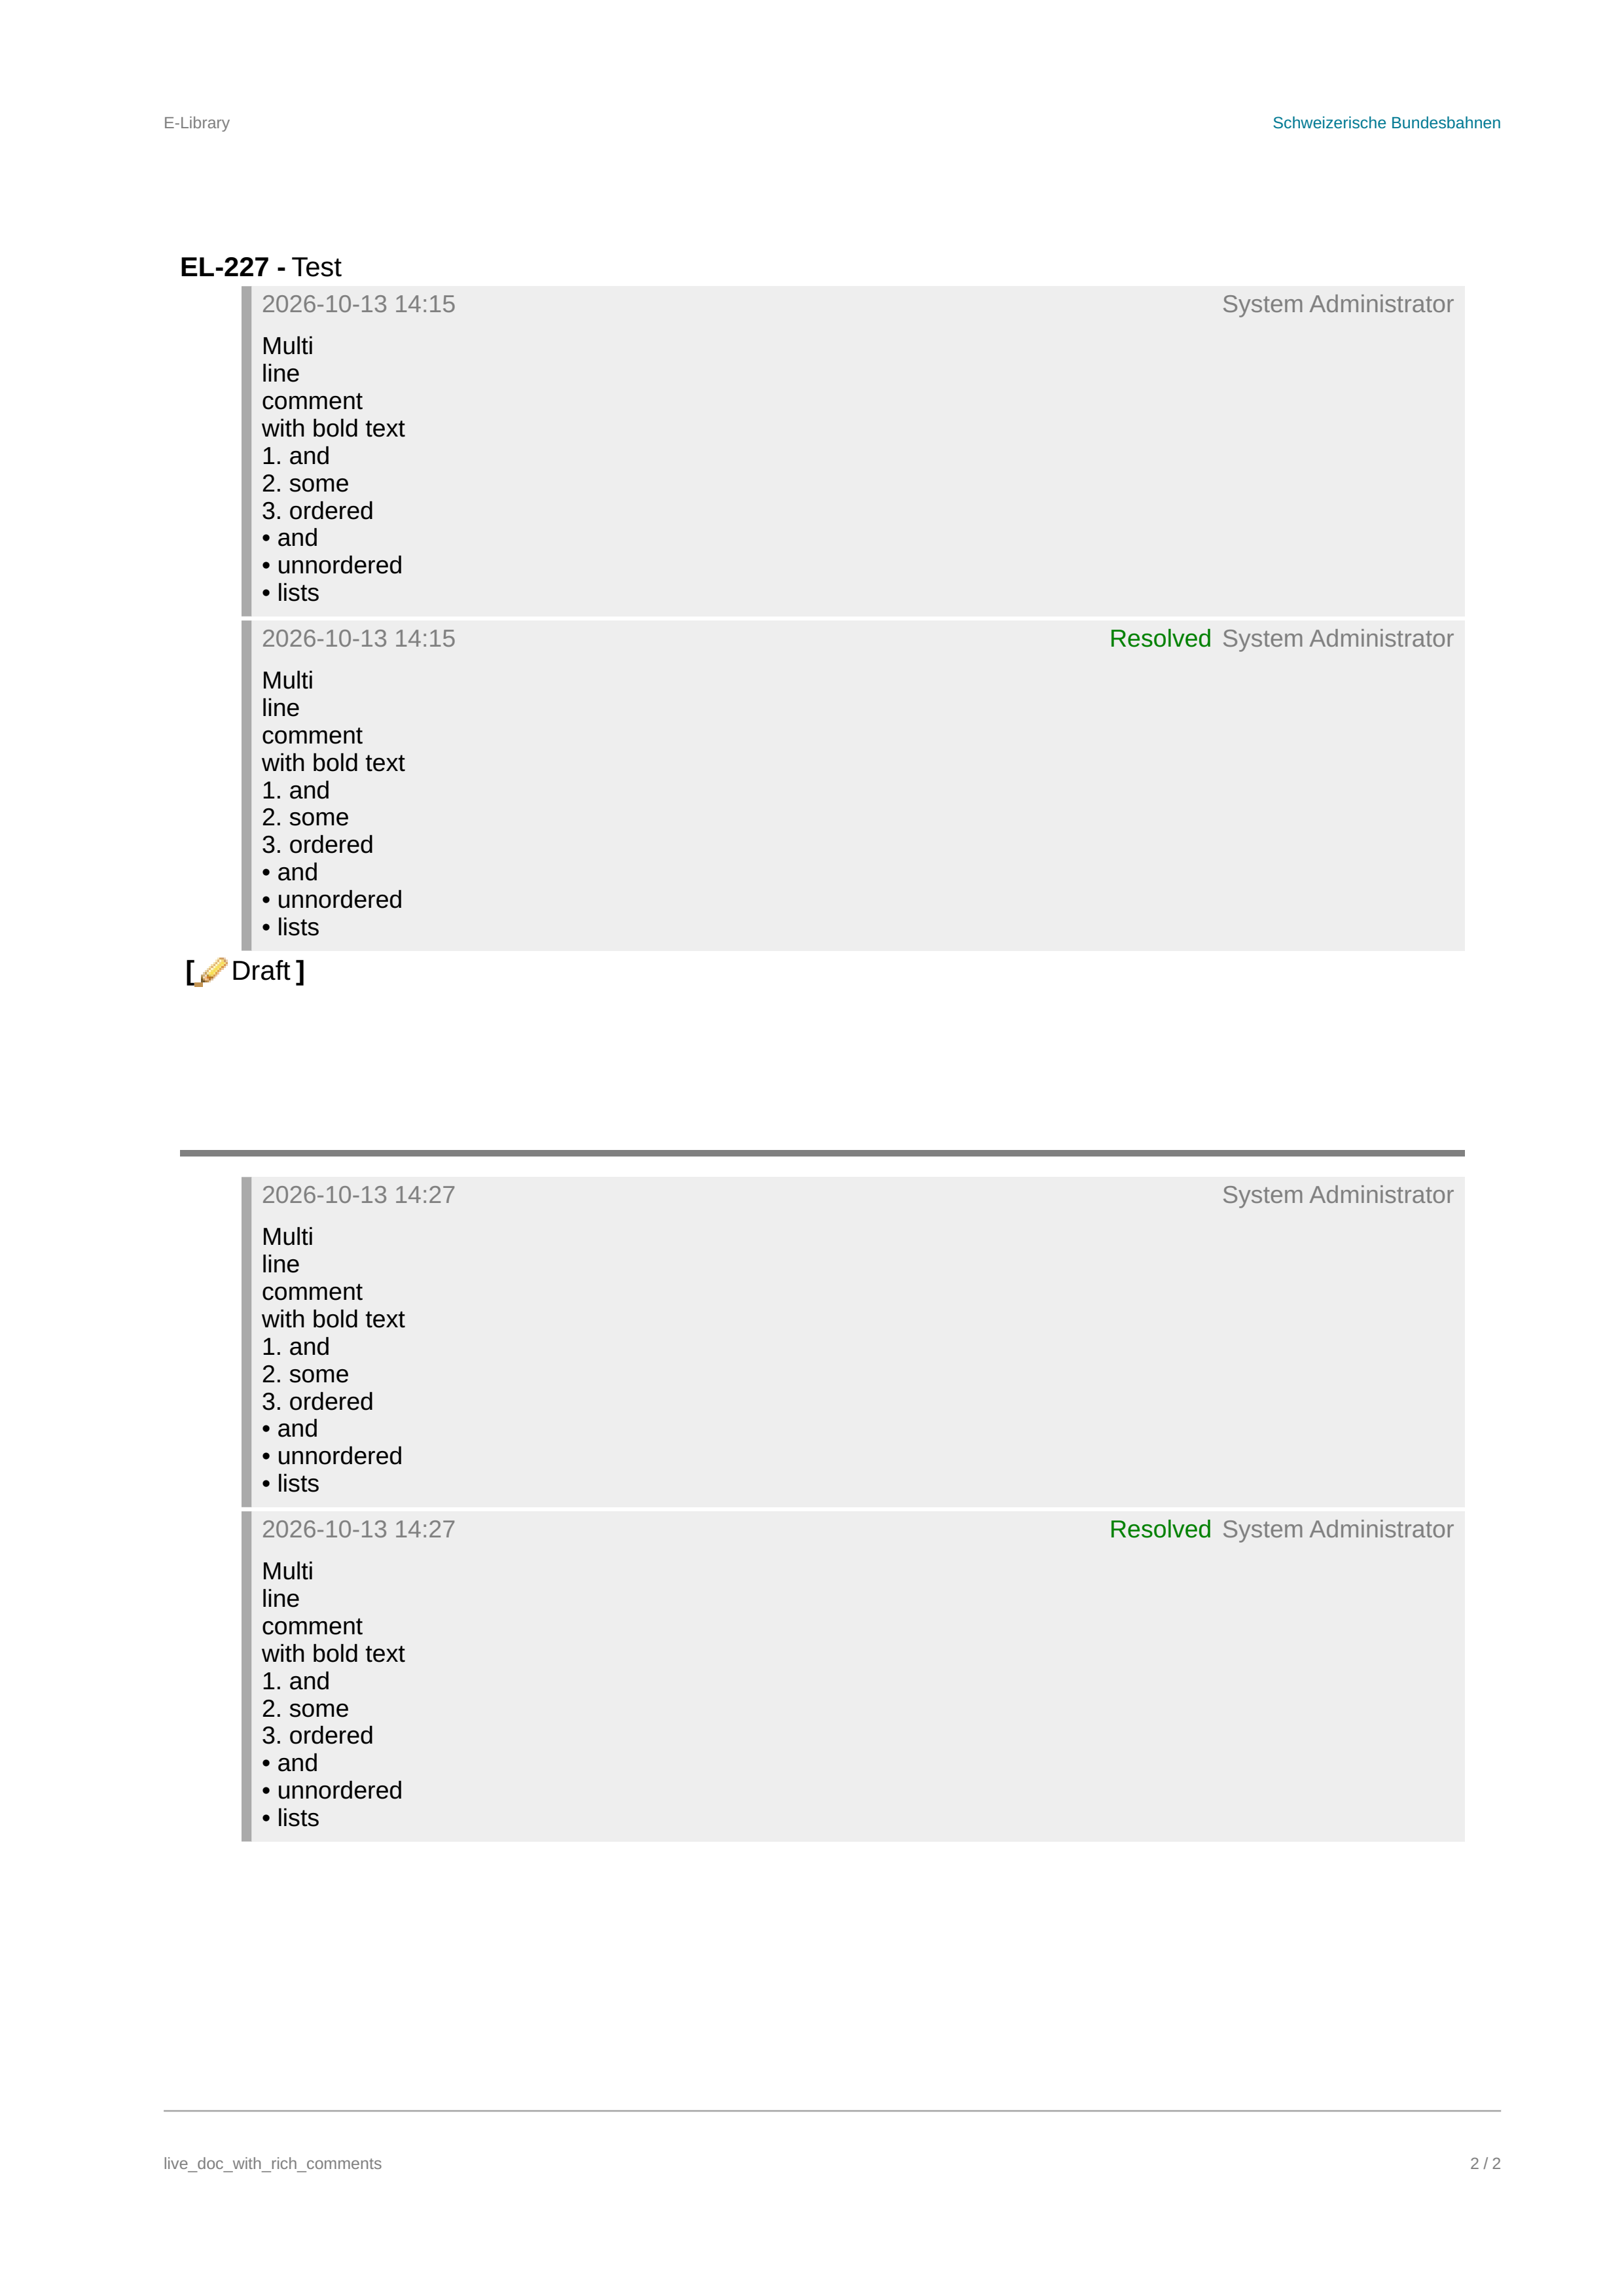 E-Library Schweizerische Bundesbahnen
EL-227 - Test
2026-10-13 14:15 System Administrator
Multi
line
comment
with bold text
1. and
2. some
3. ordered
• and
• unnordered
• lists
2026-10-13 14:15 Resolved System Administrator
Multi
line
comment
with bold text
1. and
2. some
3. ordered
• and
• unnordered
• lists
[ Draft ]
2026-10-13 14:27 System Administrator
Multi
line
comment
with bold text
1. and
2. some
3. ordered
• and
• unnordered
• lists
2026-10-13 14:27 Resolved System Administrator
Multi
line
comment
with bold text
1. and
2. some
3. ordered
• and
• unnordered
• lists
live_doc_with_rich_comments 2 / 2